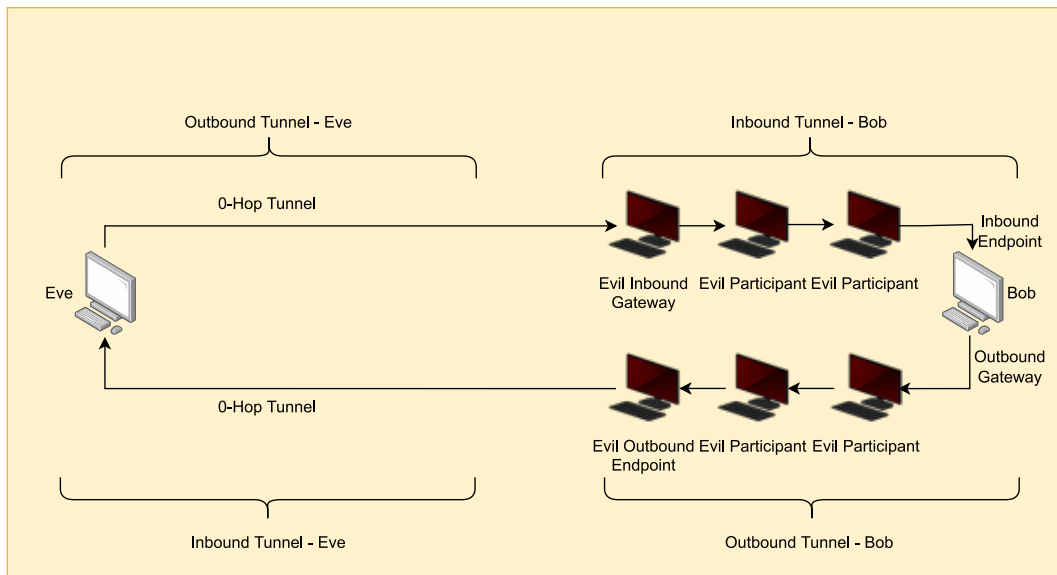 Outbound Tunnel - Eve
Inbound Tunnel - Bob
0-Hop Tunnel
Inbound
Endpoint
Evil Inbound
Gateway
Evil Participant
Evil Participant
Eve
Bob
Outbound
Gateway
0-Hop Tunnel
Evil Outbound
Endpoint
Evil Participant
Evil Participant
Inbound Tunnel - Eve
Outbound Tunnel - Bob